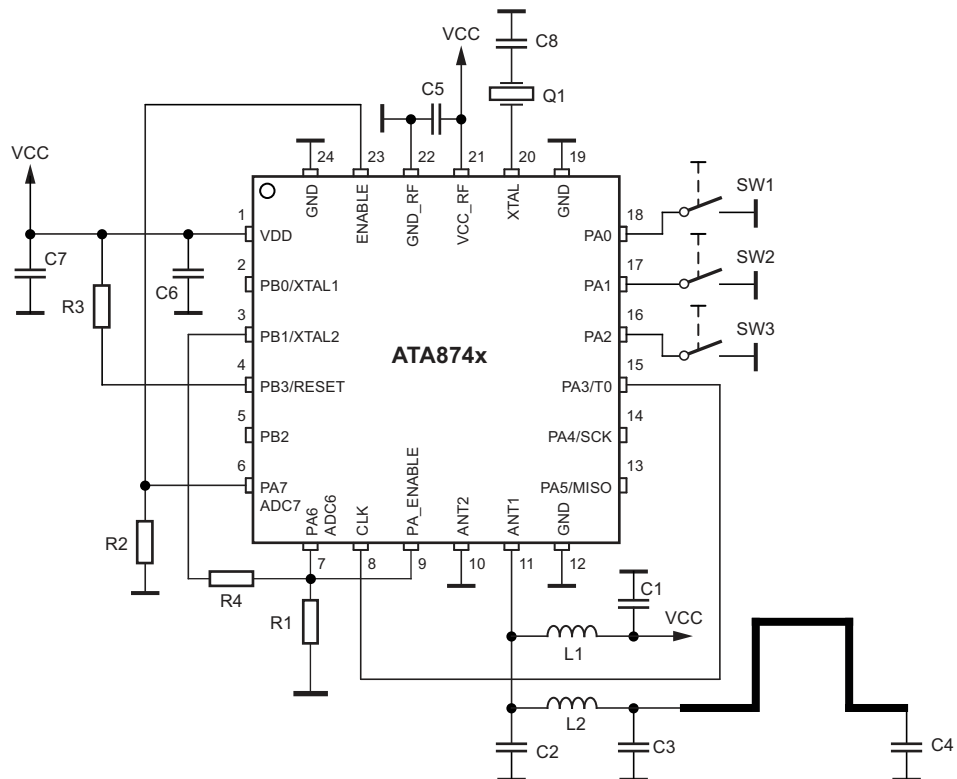 C8
VCC
C5
Q1
VCC
24
23
22
21
20
19
GND
ENABLE
GND_RF
VCC_RF
XTAL
GND
1
VDD
18
PA0
SW1
C7
C6
R3
2
PB0/XTAL1
17
PA1
SW2
3
PB1/XTAL2
16
PA2
SW3
ATA874x
4
PB3/RESET
15
PA3/T0
5
PB2
14
PA4/SCK
6
PA7
ADC7
13
PA5/MISO
PA6
ADC6
CLK
PA_ENABLE
ANT2
ANT1
GND
R2
7
8
9
10
11
12
R4
R1
C1
VCC
L1
L2
C2
C3
C4